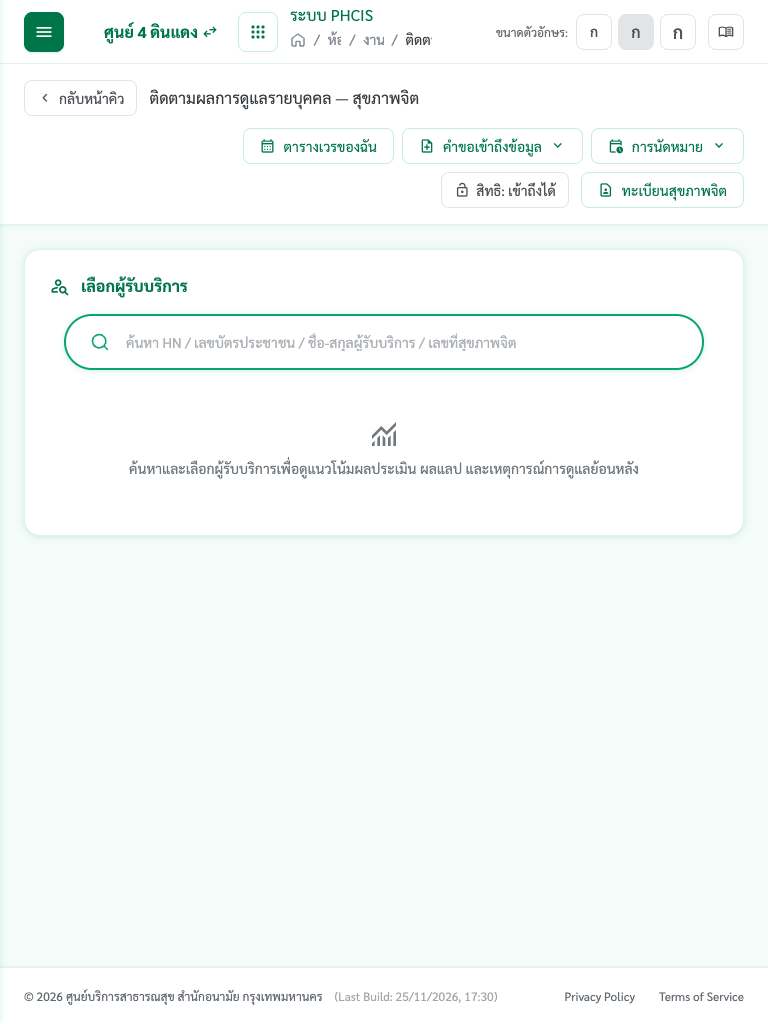 ศูนย์ 4 ดินแดง
ระบบ PHCIS
/ / งาน / ติดต
ขนาดตัวอักษร: ก ก ก
กลับหน้าคิว
ติดตามผลการดูแลรายบุคคล — สุขภาพจิต
ตารางเวรของฉัน
คำขอเข้าถึงข้อมูล
การนัดหมาย
สิทธิ: เข้าถึงได้
ทะเบียนสุขภาพจิต
เลือกผู้รับบริการ
ค้นหา HN / เลขบัตรประชาชน / ชื่อ-สกุลผู้รับบริการ / เลขที่สุขภาพจิต
ค้นหาและเลือกผู้รับบริการเพื่อดูแนวโน้มผลประเมิน ผลแลป และเหตุการณ์การดูแลย้อนหลัง
© 2026 ศูนย์บริการสาธารณสุข สำนักอนามัย กรุงเทพมหานคร (Last Build: 25/11/2026, 17:30) Privacy Policy Terms of Service